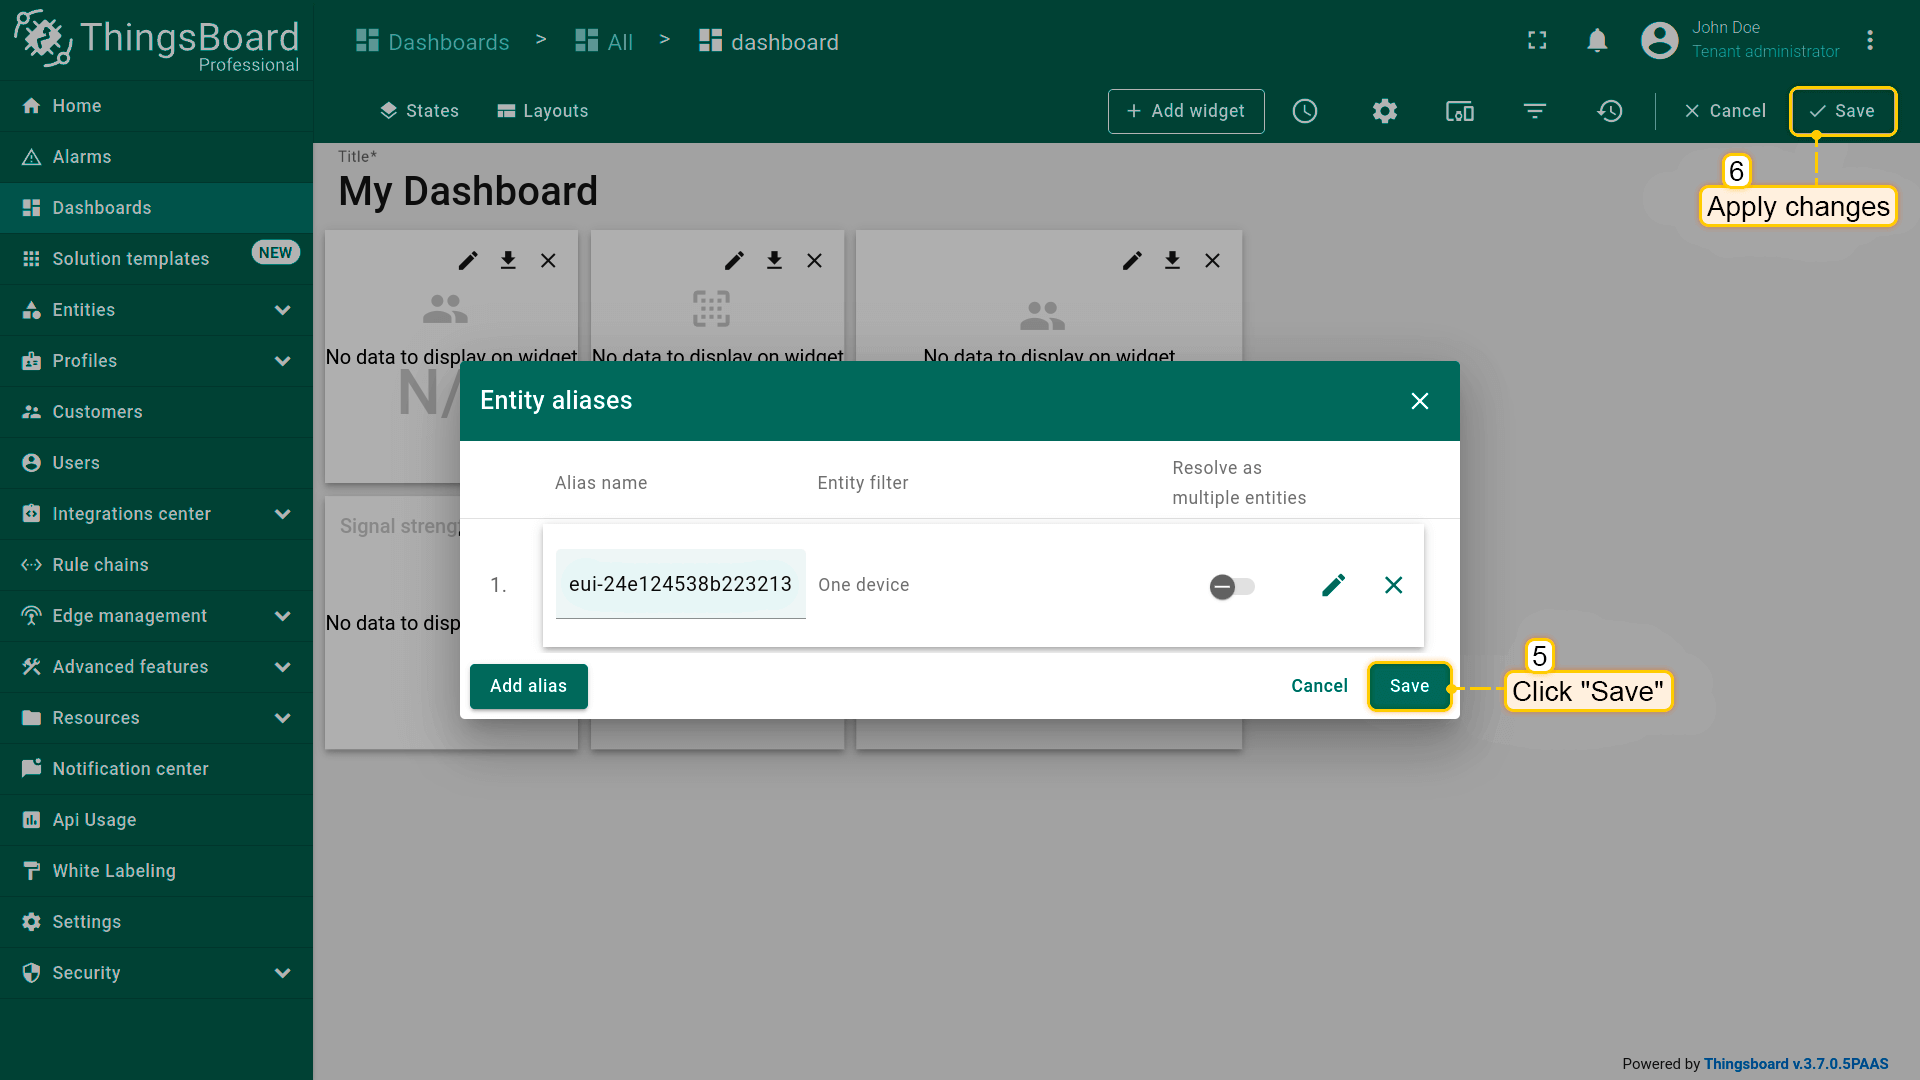 ThingsBoard
Professional
Dashboards > All > dashboard
John Doe
Tenant administrator
States
Layouts
+ Add widget
Cancel
Save
6
Apply changes
Home
Alarms
Dashboards
Solution templates
NEW
Entities
Profiles
Customers
Users
Integrations center
Rule chains
Edge management
Advanced features
Resources
Notification center
Api Usage
White Labeling
Settings
Security
Title*
My Dashboard
No data to display on widget
No data to display on widget
No data to display on widget
N/
Signal streng
No data to disp
Entity aliases
Alias name
Entity filter
Resolve as
multiple entities
1.
eui-24e124538b223213
One device
Add alias
Cancel
Save
5
Click "Save"
Powered by Thingsboard v.3.7.0.5PAAS